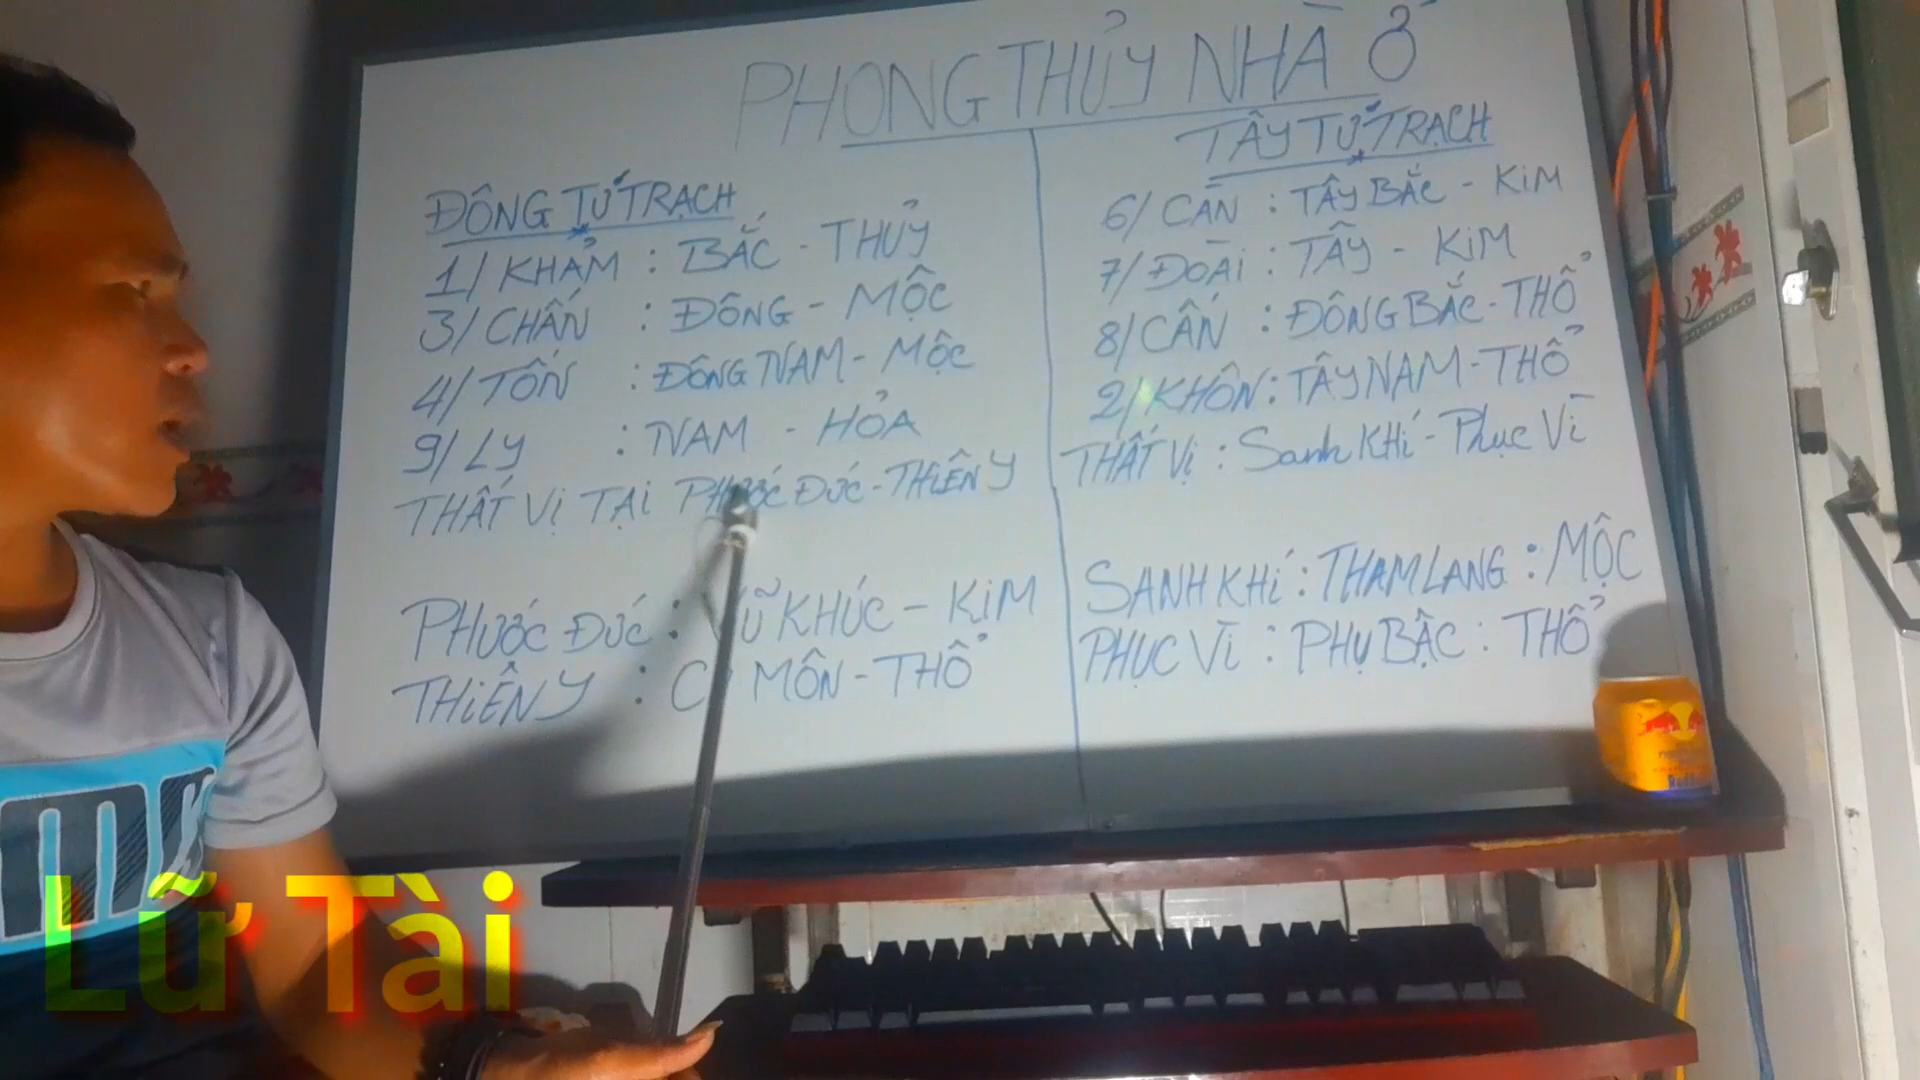 PHONG THỦY NHÀ Ở
ĐÔNG TỨ TRẠCH
1/ KHẢM : BẮC - THỦY
3/ CHẤN : ĐÔNG - MỘC
4/ TỐN : ĐÔNG NAM - MỘC
9/ LY : NAM - HỎA
THẤT VỊ TẠI PHƯỚC ĐỨC - THIÊN Y
PHƯỚC ĐỨC : VŨ KHÚC - KIM
THIÊN Y : MÔN - THỔ
TÂY TỨ TRẠCH
6/ CÀN : TÂY BẮC - KIM
7/ ĐOÀI : TÂY - KIM
8/ CẤN : ĐÔNG BẮC - THỔ
2/ KHÔN : TÂY NAM - THỔ
THẤT VỊ : Sanh KHÍ - Phục Vì
SANH KHÍ : THAM LANG : MỘC
PHỤC VÌ : PHỤ BẬC : THỔ
Lữ Tài